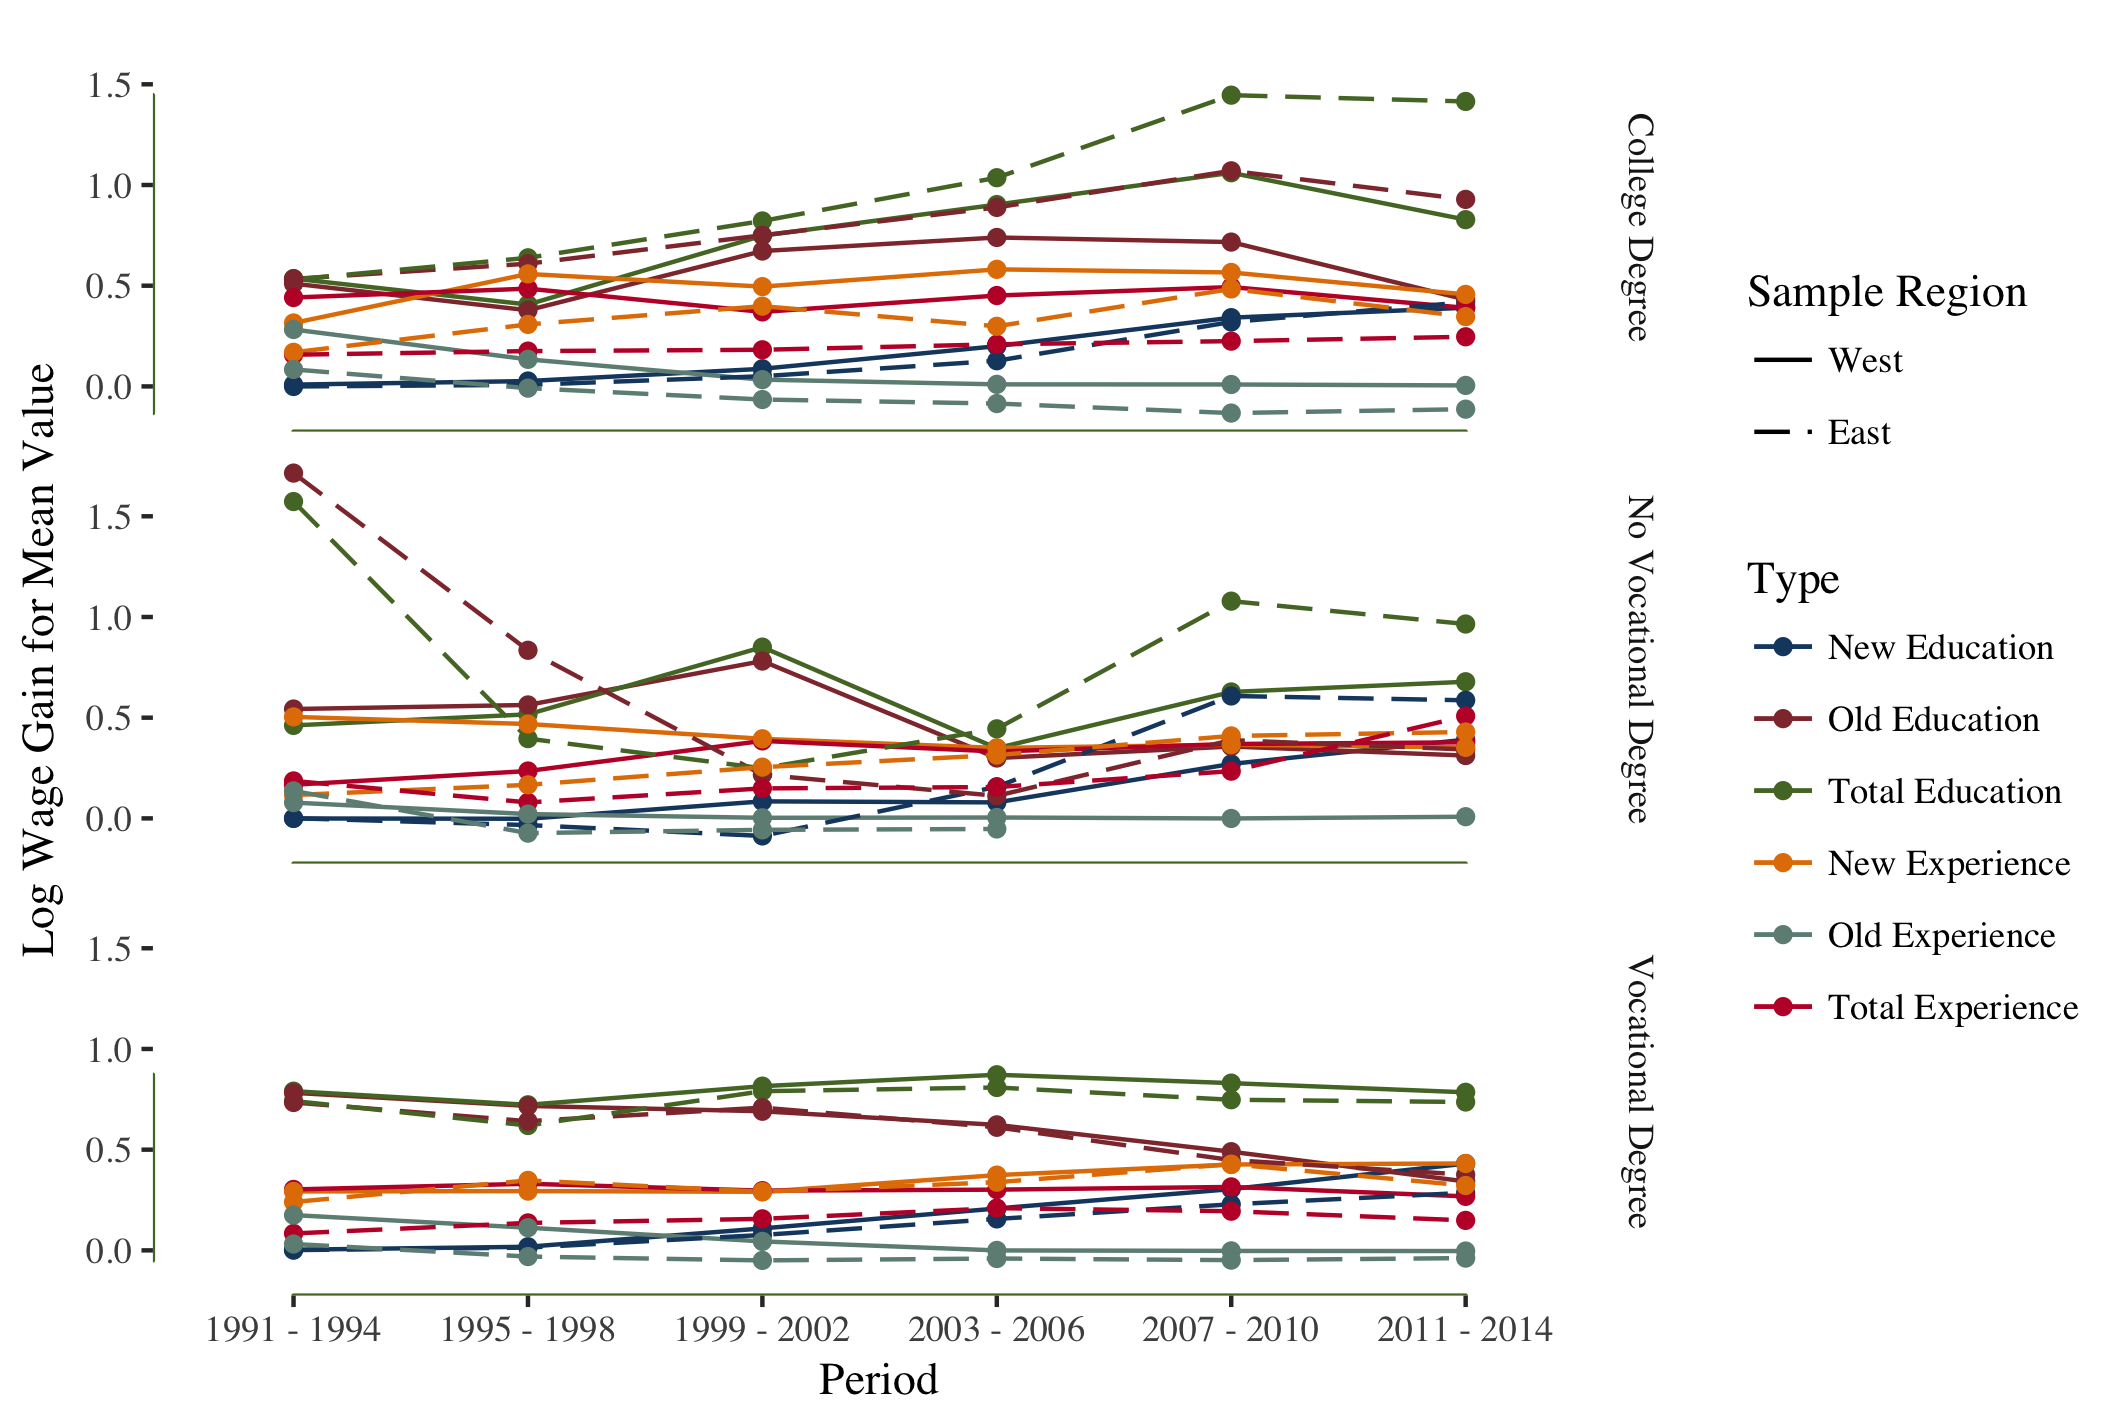 Log Wage Gain for Mean Value
1.5
1.0
0.5
0.0
College Degree
1.5
1.0
0.5
0.0
No Vocational Degree
1.5
1.0
0.5
0.0
Vocational Degree
1991 - 1994
1995 - 1998
1999 - 2002
2003 - 2006
2007 - 2010
2011 - 2014
Period
Sample Region
West
East
Type
New Education
Old Education
Total Education
New Experience
Old Experience
Total Experience